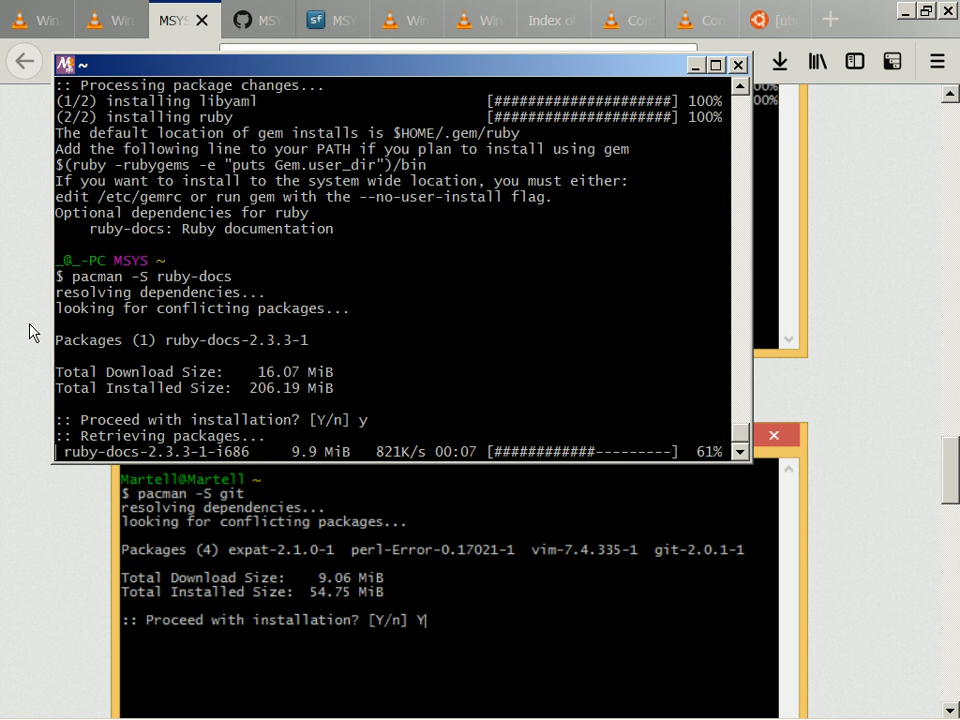 Win
Win
MSYS
MSY
sf MSY
Win
Win
Index o
Con
Con
[ubu
~
:: Processing package changes...
(1/2) installing libyaml [#####################] 100%
(2/2) installing ruby [#####################] 100%
The default location of gem installs is $HOME/.gem/ruby
Add the following line to your PATH if you plan to install using gem
$(ruby -rubygems -e "puts Gem.user_dir")/bin
If you want to install to the system wide location, you must either:
edit /etc/gemrc or run gem with the --no-user-install flag.
Optional dependencies for ruby
ruby-docs: Ruby documentation
_@_-PC MSYS ~
$ pacman -S ruby-docs
resolving dependencies...
looking for conflicting packages...
Packages (1) ruby-docs-2.3.3-1
Total Download Size: 16.07 MiB
Total Installed Size: 206.19 MiB
:: Proceed with installation? [Y/n] y
:: Retrieving packages...
ruby-docs-2.3.3-1-i686 9.9 MiB 821K/s 00:07 [############---------] 61%
00%
Martell@Martell ~
$ pacman -S git
resolving dependencies...
looking for conflicting packages...
Packages (4) expat-2.1.0-1 perl-Error-0.17021-1 vim-7.4.335-1 git-2.0.1-1
Total Download Size: 9.06 MiB
Total Installed Size: 54.75 MiB
:: Proceed with installation? [Y/n] Y